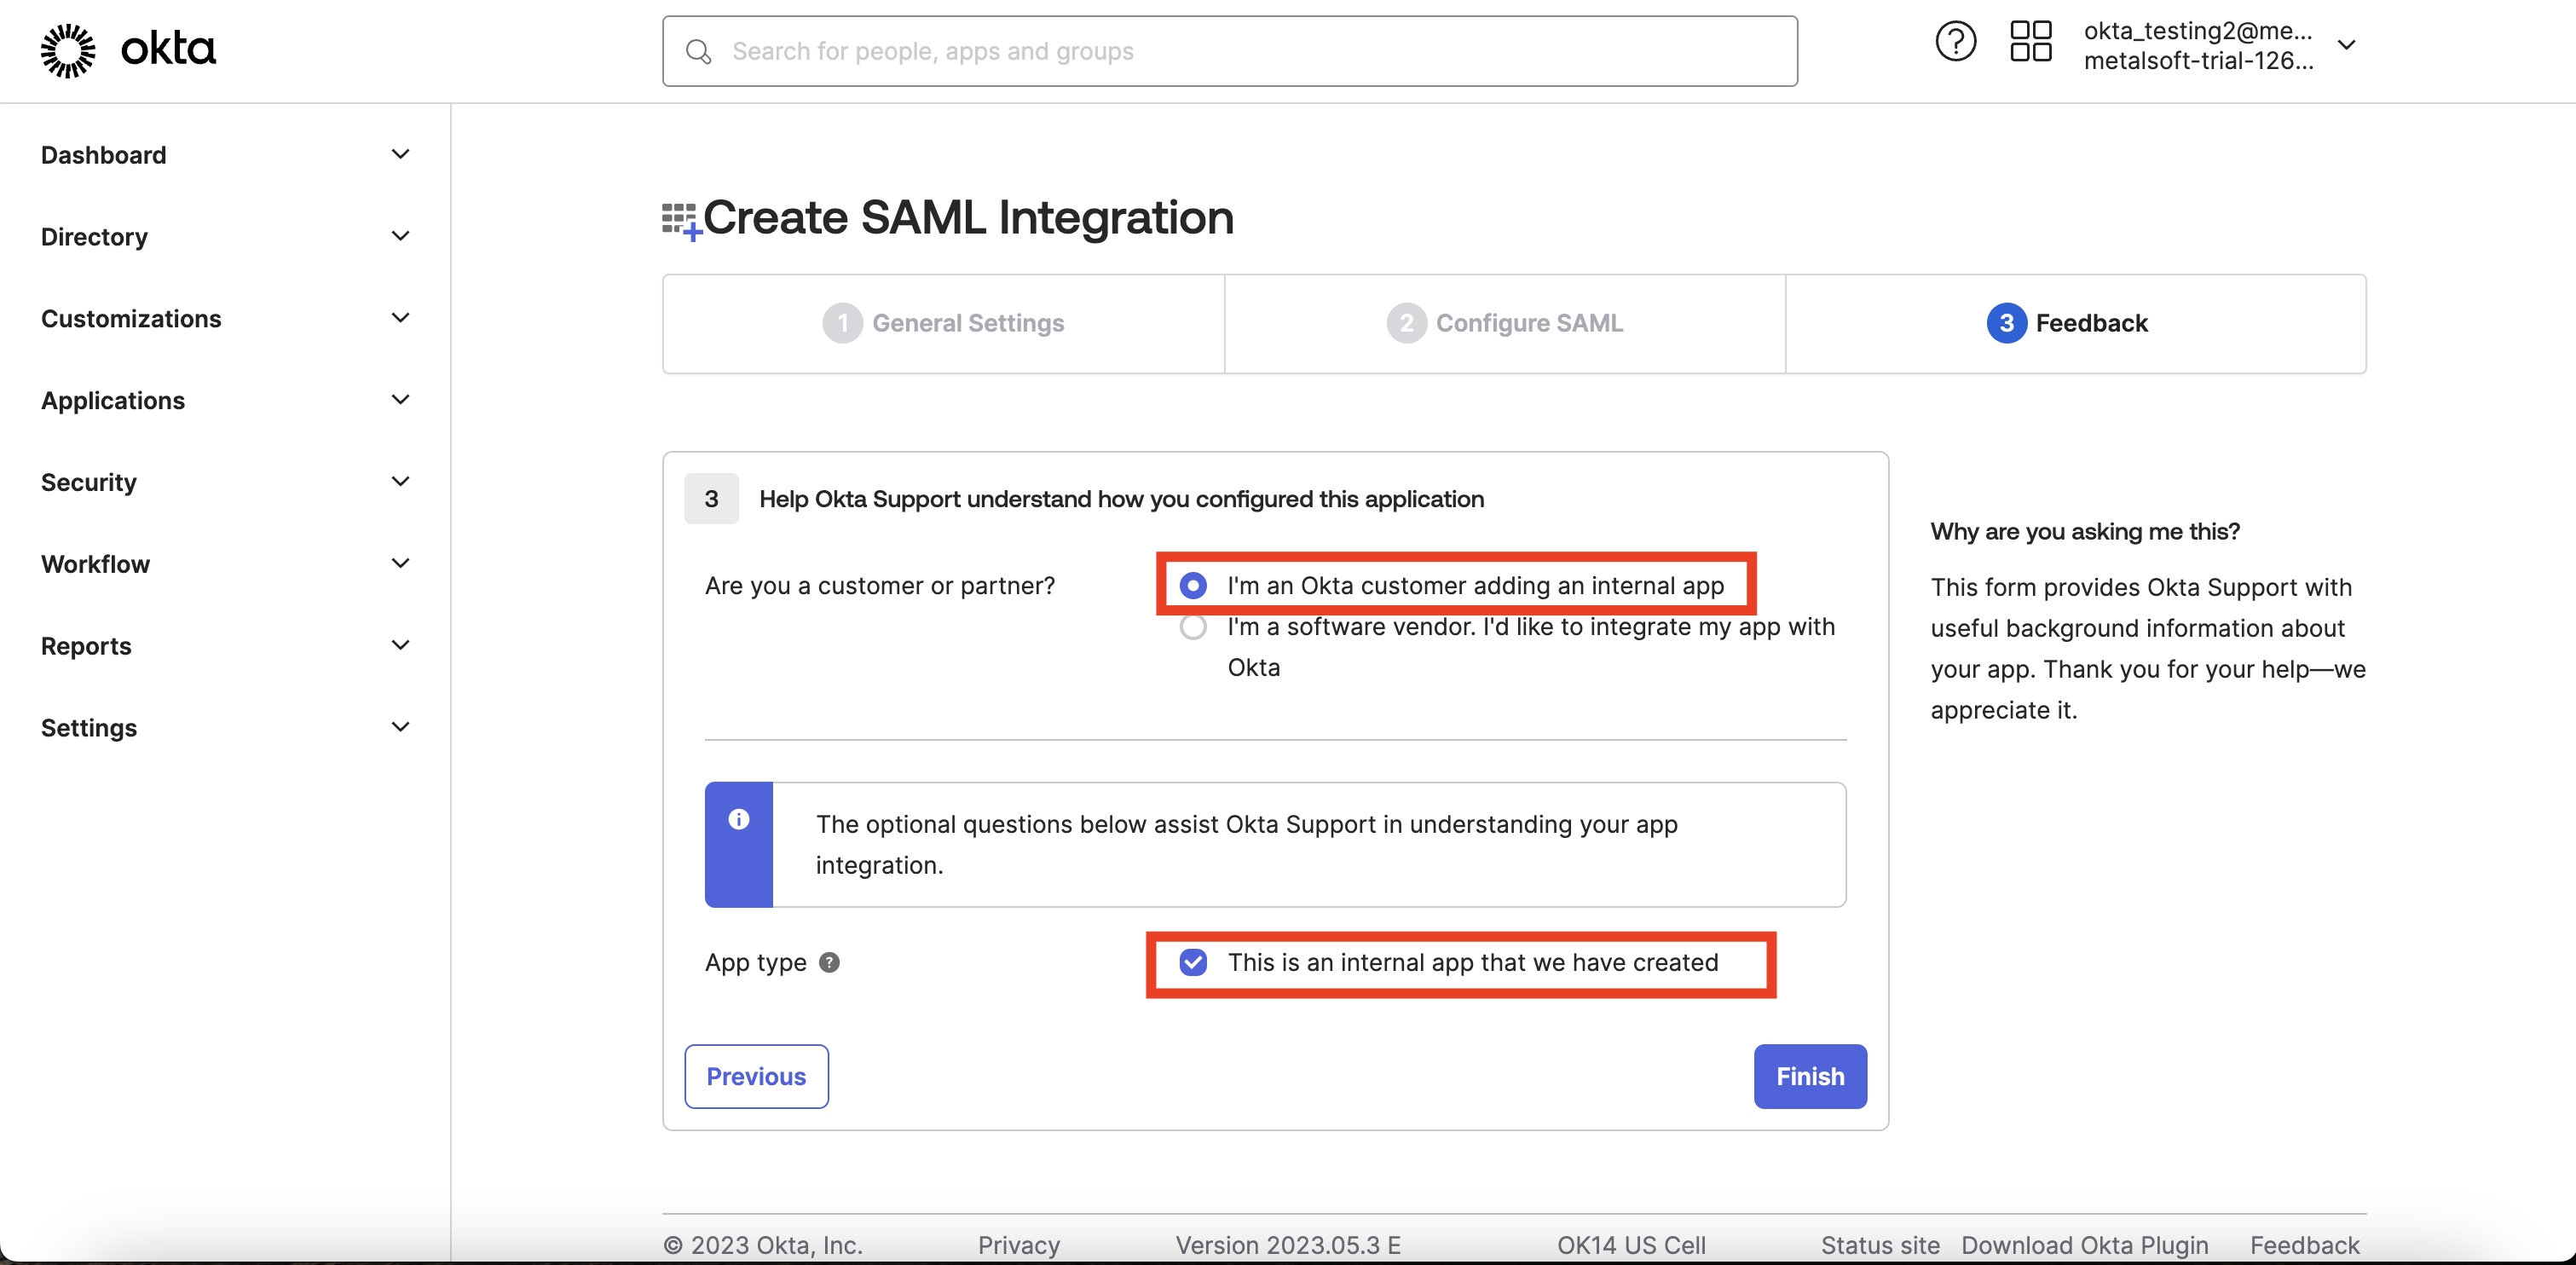 okta
Search for people, apps and groups
okta_testing2@me...
metalsoft-trial-126...
Dashboard
Directory
Customizations
Applications
Security
Workflow
Reports
Settings
Create SAML Integration
1 General Settings
2 Configure SAML
3 Feedback
3 Help Okta Support understand how you configured this application
Are you a customer or partner?
I'm an Okta customer adding an internal app
I'm a software vendor. I'd like to integrate my app with
Okta
The optional questions below assist Okta Support in understanding your app
integration.
App type ?
This is an internal app that we have created
Previous
Finish
Why are you asking me this?
This form provides Okta Support with
useful background information about
your app. Thank you for your help—we
appreciate it.
© 2023 Okta, Inc.
Privacy
Version 2023.05.3 E
OK14 US Cell
Status site
Download Okta Plugin
Feedback